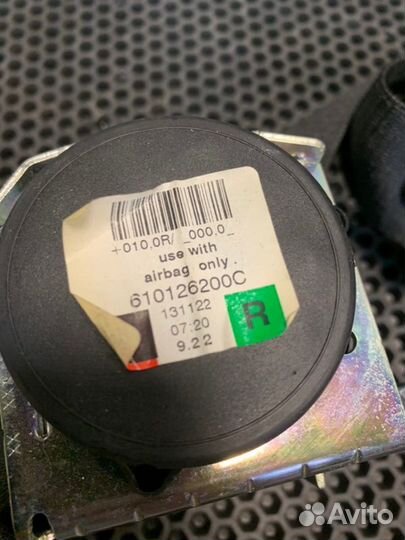 +010,0R/ _000,0_
use with
airbag only.
610126200C
131122
07:20
9.22
R
Avito